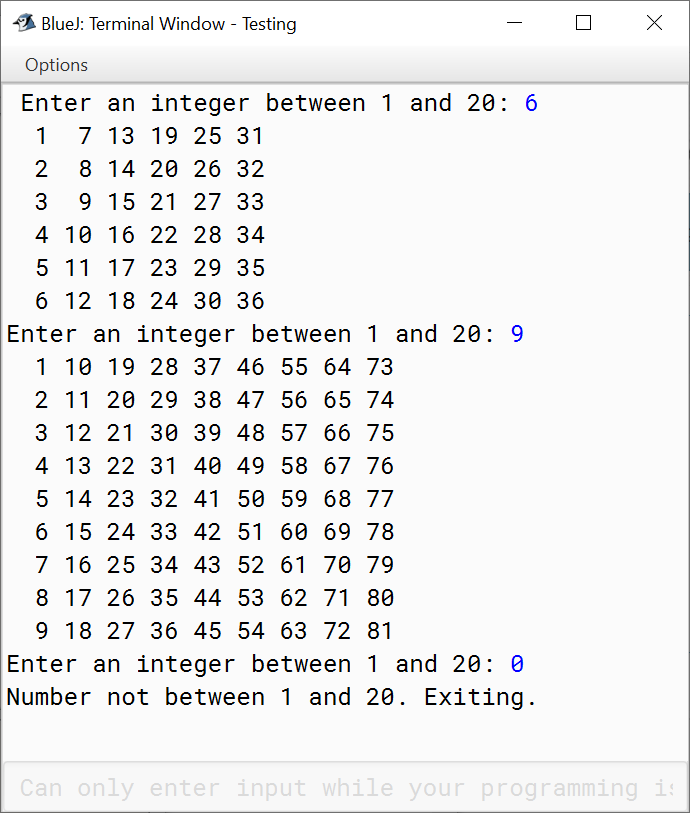 BlueJ: Terminal Window - Testing
Options
Enter an integer between 1 and 20: 6
1 7 13 19 25 31
2 8 14 20 26 32
3 9 15 21 27 33
4 10 16 22 28 34
5 11 17 23 29 35
6 12 18 24 30 36
Enter an integer between 1 and 20: 9
1 10 19 28 37 46 55 64 73
2 11 20 29 38 47 56 65 74
3 12 21 30 39 48 57 66 75
4 13 22 31 40 49 58 67 76
5 14 23 32 41 50 59 68 77
6 15 24 33 42 51 60 69 78
7 16 25 34 43 52 61 70 79
8 17 26 35 44 53 62 71 80
9 18 27 36 45 54 63 72 81
Enter an integer between 1 and 20: 0
Number not between 1 and 20. Exiting.
Can only enter input while your programming is